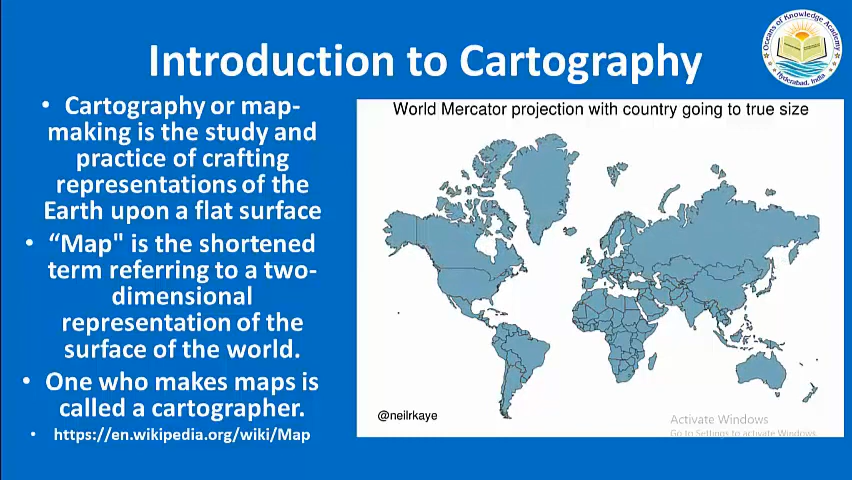 Introduction to Cartography
Oceans of Knowledge Academy
Hyderabad, India
• Cartography or map-
making is the study and
practice of crafting
representations of the
Earth upon a flat surface
• “Map" is the shortened
term referring to a two-
dimensional
representation of the
surface of the world.
• One who makes maps is
called a cartographer.
• https://en.wikipedia.org/wiki/Map
World Mercator projection with country going to true size
@neilrkaye
Activate Windows
Go to Settings to activate Windows.